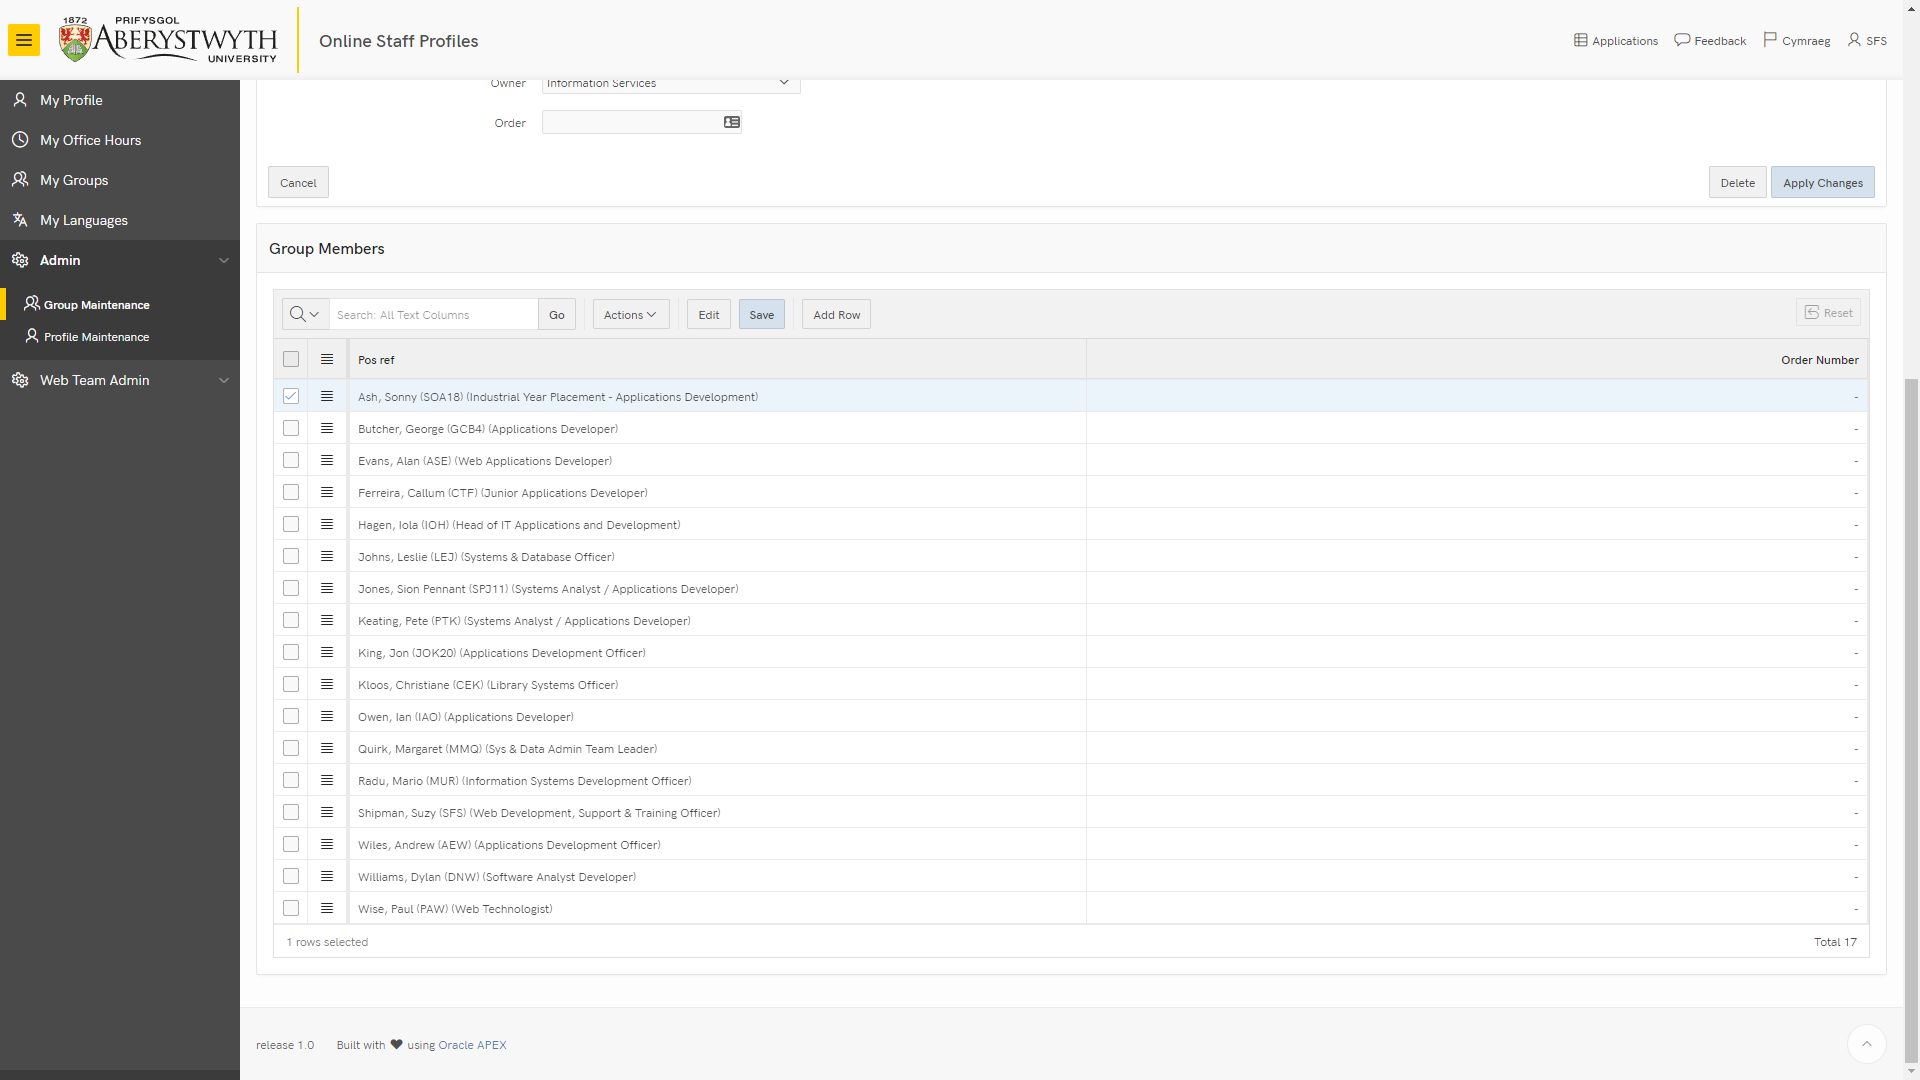 1872 PRIFYSGOL
ABERYSTWYTH
UNIVERSITY
Online Staff Profiles
Applications
Feedback
Cymraeg
SFS
My Profile
My Office Hours
My Groups
My Languages
Admin
Group Maintenance
Profile Maintenance
Web Team Admin
Owner Information Services
Order
Cancel
Delete
Apply Changes
Group Members
Search: All Text Columns
Go
Actions
Edit
Save
Add Row
Reset
Pos ref Order Number
Ash, Sonny (SOA18) (Industrial Year Placement - Applications Development) -
Butcher, George (GCB4) (Applications Developer) -
Evans, Alan (ASE) (Web Applications Developer) -
Ferreira, Callum (CTF) (Junior Applications Developer) -
Hagen, Iola (IOH) (Head of IT Applications and Development) -
Johns, Leslie (LEJ) (Systems & Database Officer) -
Jones, Sion Pennant (SPJ11) (Systems Analyst / Applications Developer) -
Keating, Pete (PTK) (Systems Analyst / Applications Developer) -
King, Jon (JOK20) (Applications Development Officer) -
Kloos, Christiane (CEK) (Library Systems Officer) -
Owen, Ian (IAO) (Applications Developer) -
Quirk, Margaret (MMQ) (Sys & Data Admin Team Leader) -
Radu, Mario (MUR) (Information Systems Development Officer) -
Shipman, Suzy (SFS) (Web Development, Support & Training Officer) -
Wiles, Andrew (AEW) (Applications Development Officer) -
Williams, Dylan (DNW) (Software Analyst Developer) -
Wise, Paul (PAW) (Web Technologist) -
1 rows selected Total 17
release 1.0 Built with ♥ using Oracle APEX